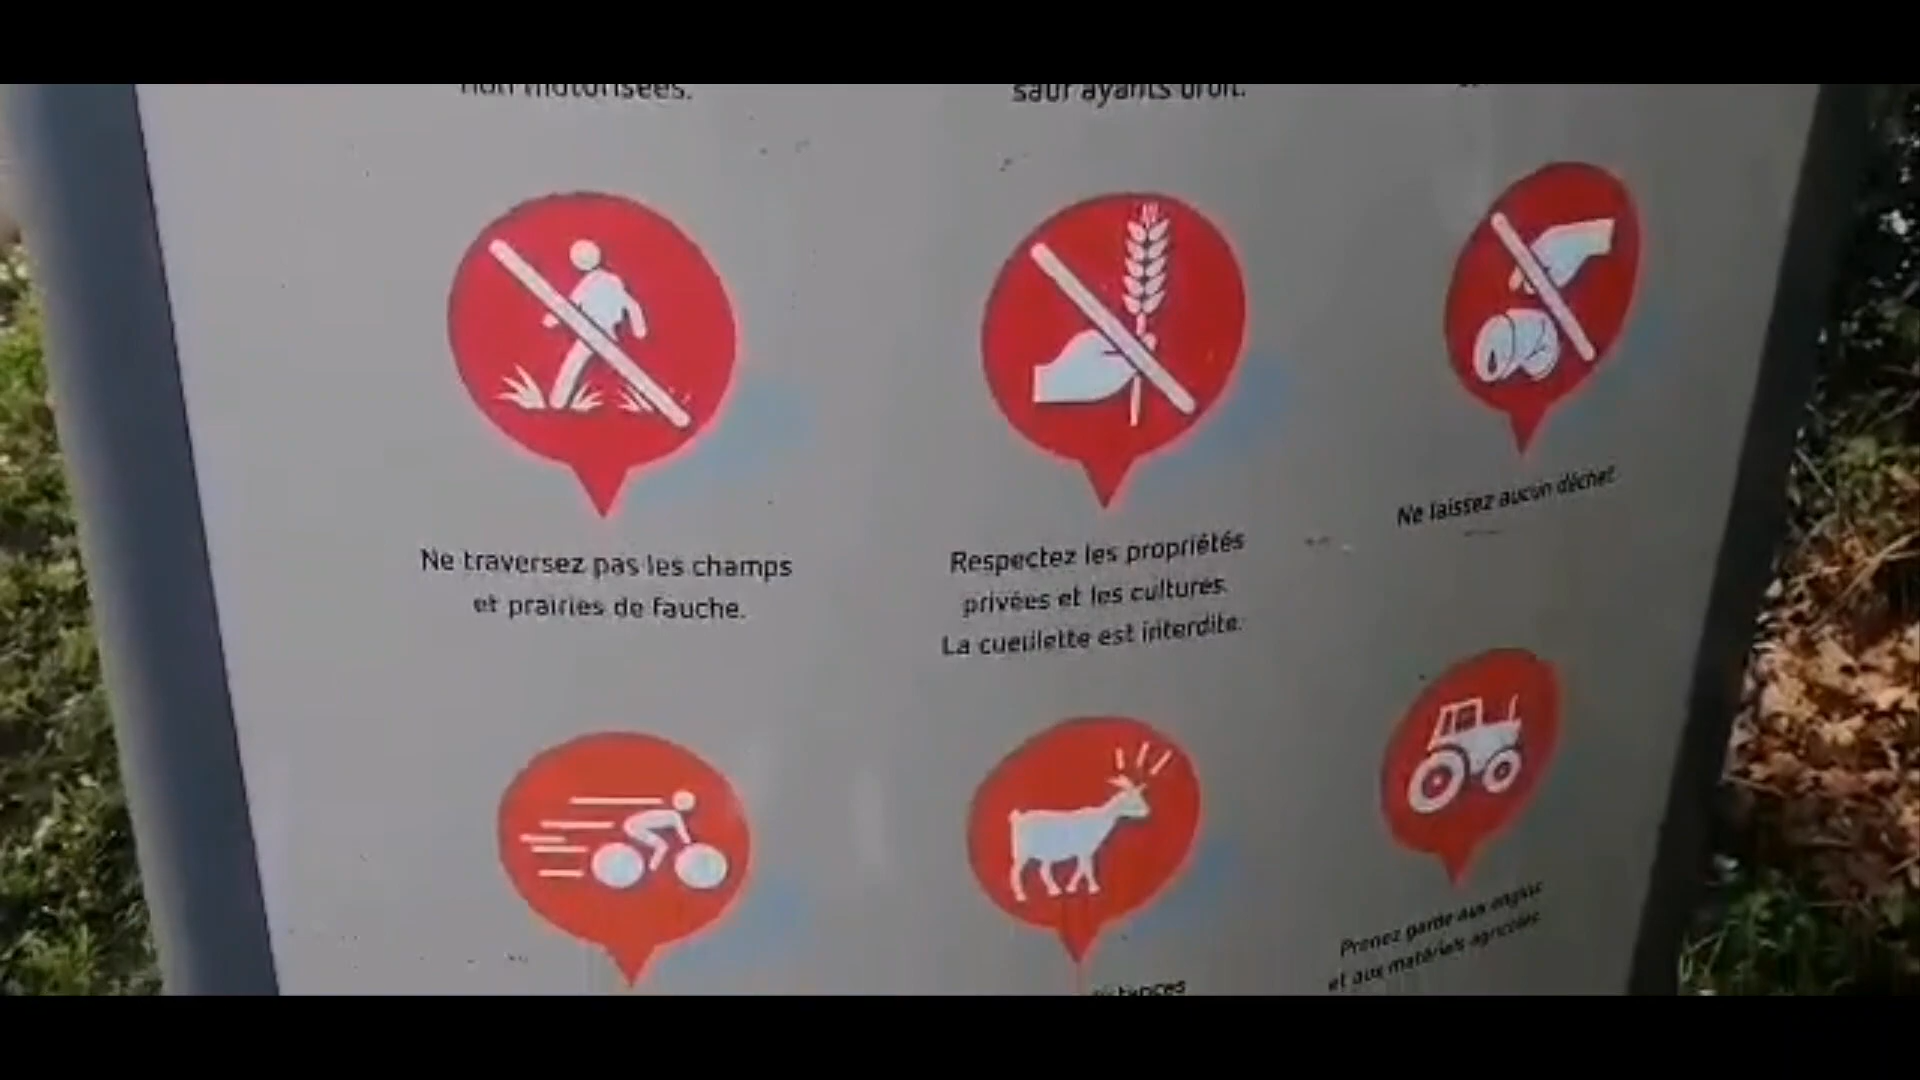 non motorisées.
sauf ayants droit.
Ne traversez pas les champs
et prairies de fauche.
Respectez les propriétés
privées et les cultures.
La cueillette est interdite.
Ne laissez aucun déchet
Prenez garde aux engins
et aux matériels agricoles